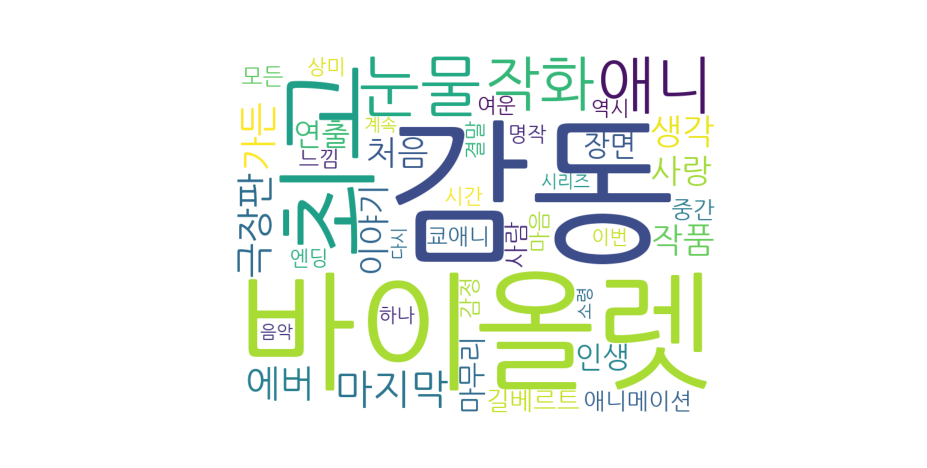 모든
상미
눈물
작화
애니
최고
가든
연출
느낌
계속
처음
여운
역시
결말
명작
장면
생각
감동
사랑
극장판
이야기
시간
시리즈
중간
쿄애니
사람
마음
이번
작품
엔딩
다시
바이올렛
음악
하나
감정
소령
에버
마지막
마무리
인생
길베르트
애니메이션